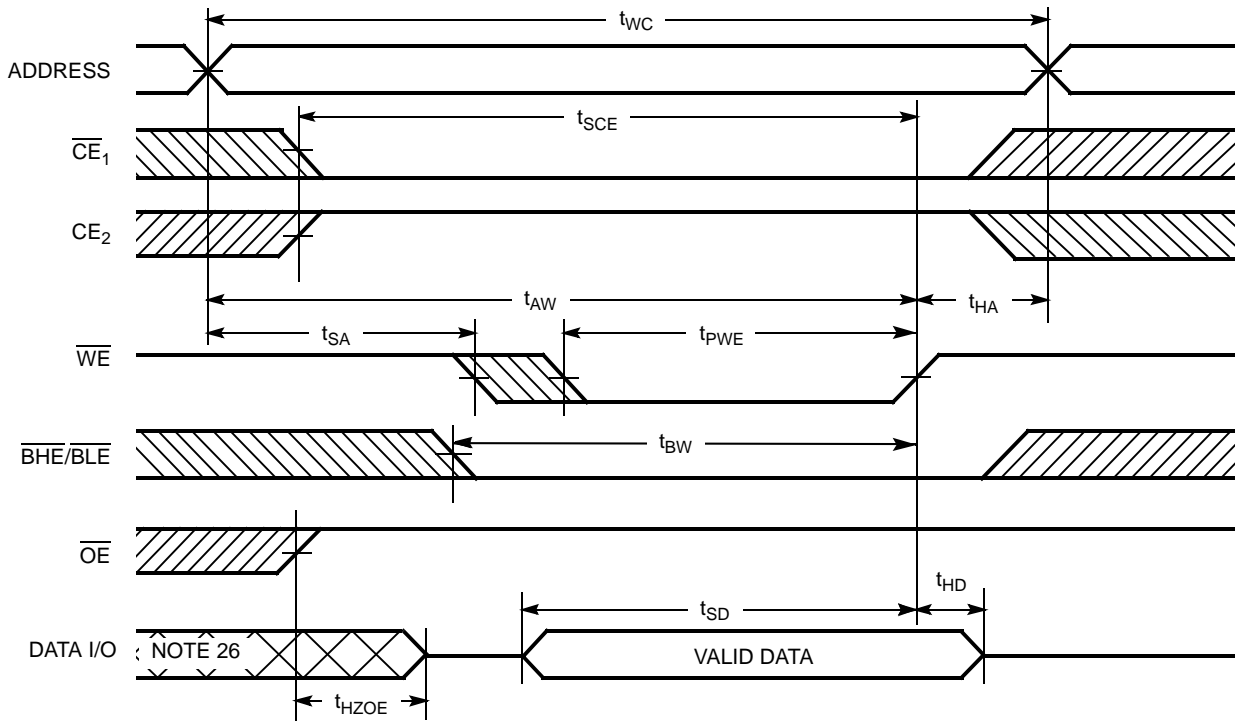 tWC
ADDRESS
tSCE
CE1
CE2
tAW
tHA
tSA
tPWE
WE
tBW
BHE/BLE
OE
tHD
tSD
DATA I/O NOTE 26 VALID DATA
tHZOE